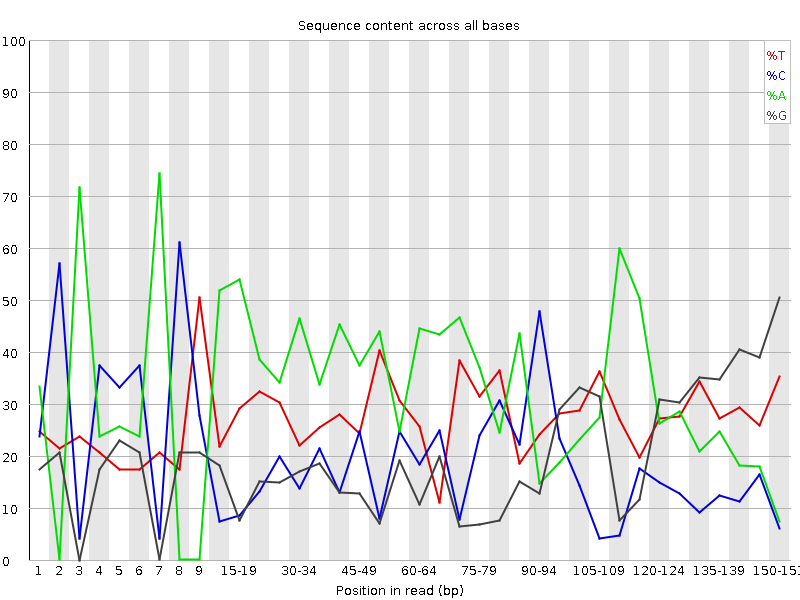 Sequence content across all bases
100
90
80
70
60
50
40
30
20
10
0
%T
%C
%A
%G
1 2 3 4 5 6 7 8 9 15-19 30-34 45-49 60-64 75-79 90-94 105-109 120-124 135-139 150-151
Position in read (bp)